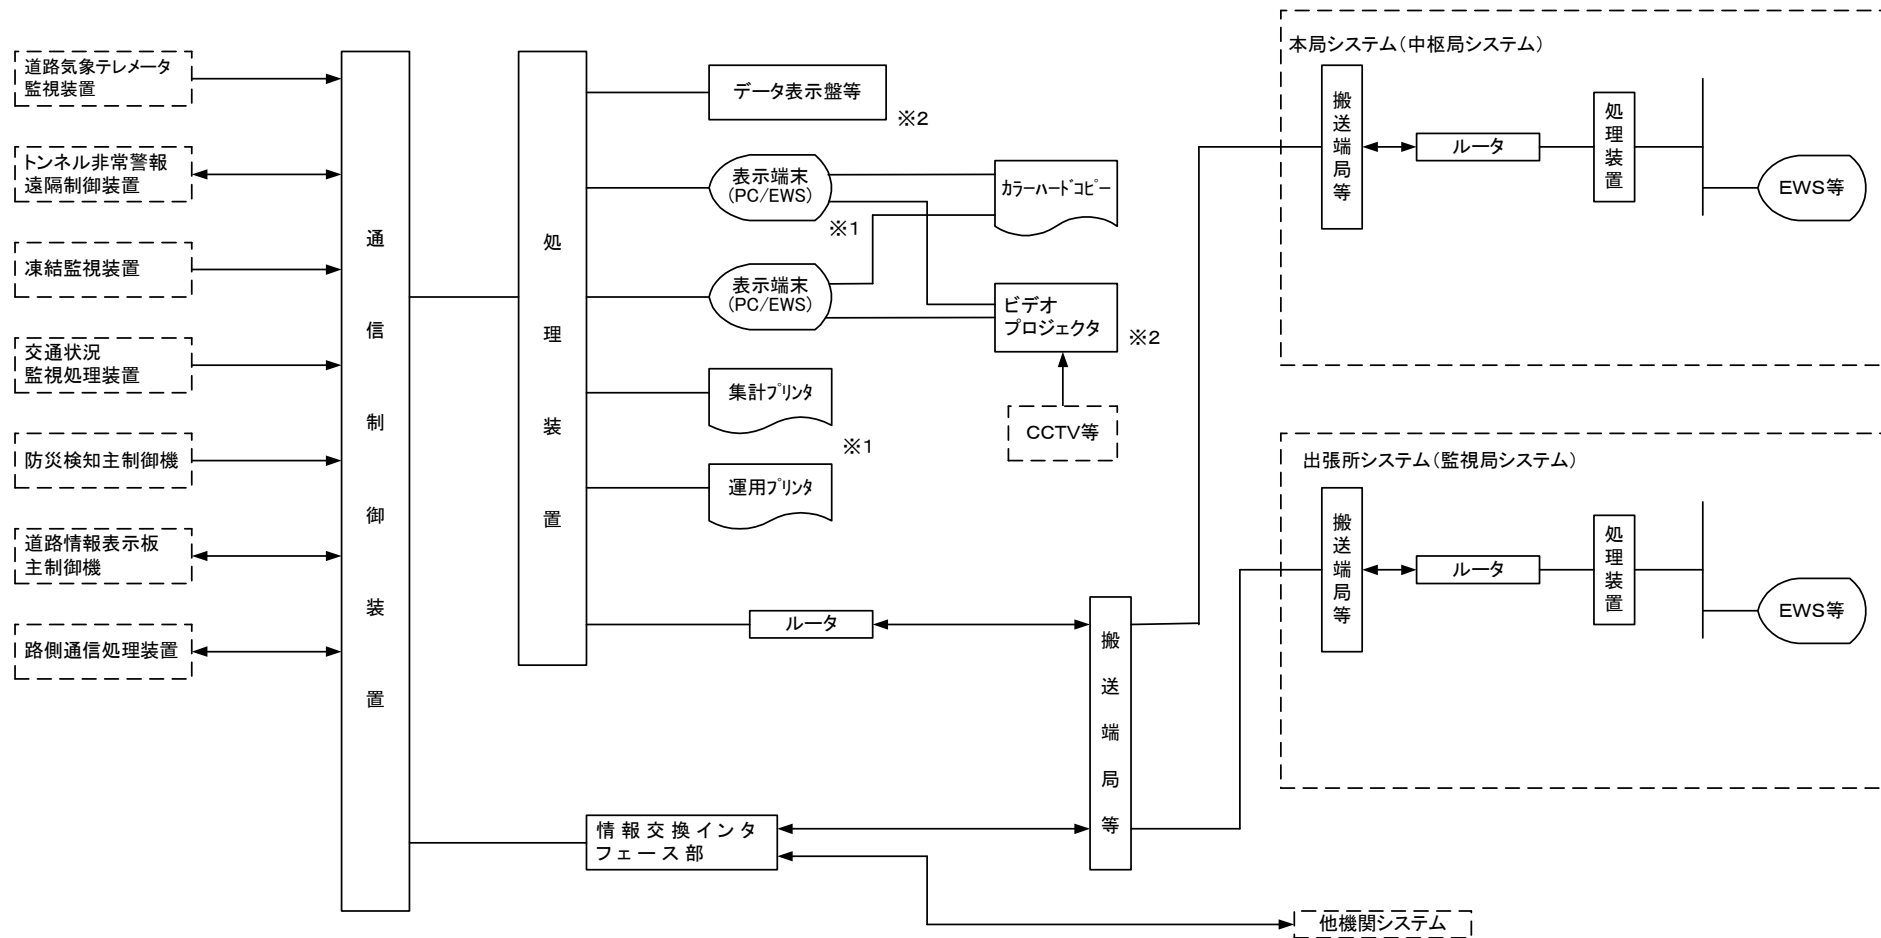 道路気象テレメータ
監視装置
トンネル非常警報
遠隔制御装置
凍結監視装置
交通状況
監視処理装置
防災検知主制御機
道路情報表示板
主制御機
路側通信処理装置
通信制御装置
処理装置
データ表示盤等
※2
表示端末
(PC/EWS)
※1
カラーハードコピー
表示端末
(PC/EWS)
ビデオ
プロジェクタ
※2
CCTV等
集計プリンタ
※1
運用プリンタ
ルータ
搬送端局等
情報交換インタ
フェース部
他機関システム
本局システム(中枢局システム)
搬送端局等
ルータ
処理装置
EWS等
出張所システム(監視局システム)
搬送端局等
ルータ
処理装置
EWS等